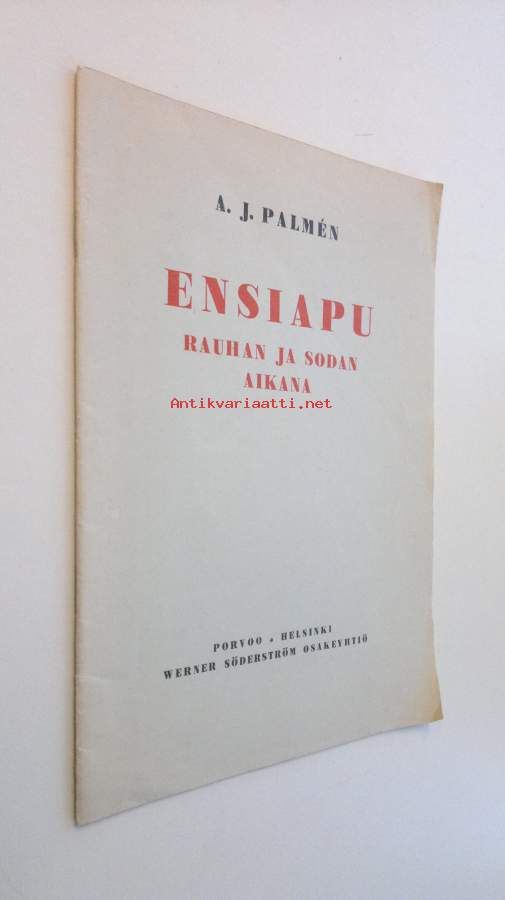 A. J. PALMÉN
ENSIAPU
RAUHAN JA SODAN
AIKANA
Antikvariaatti.net
PORVOO • HELSINKI
WERNER SÖDERSTRÖM OSAKEYHTIÖ